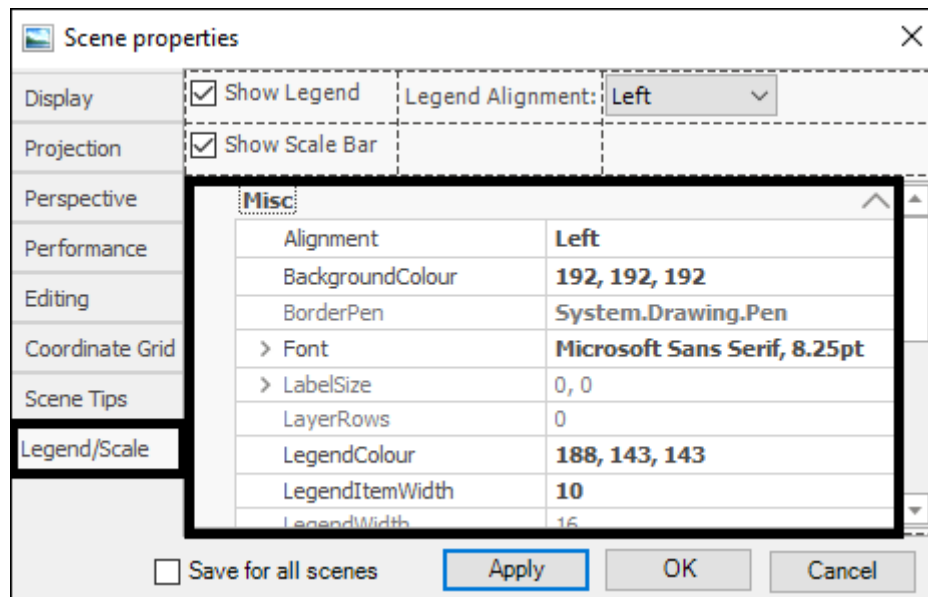 Scene properties
Display
Projection
Perspective
Performance
Editing
Coordinate Grid
Scene Tips
Legend/Scale
Show Legend Legend Alignment: Left
Show Scale Bar
Misc
Alignment Left
BackgroundColour 192, 192, 192
BorderPen System.Drawing.Pen
Font Microsoft Sans Serif, 8.25pt
LabelSize 0, 0
LayerRows 0
LegendColour 188, 143, 143
LegendItemWidth 10
LegendWidth 16
Save for all scenes Apply OK Cancel